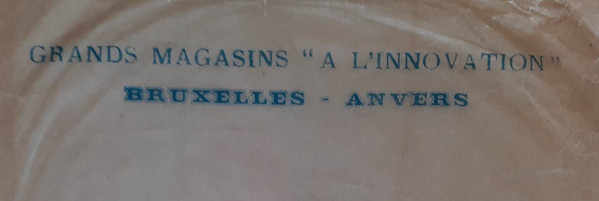 GRANDS MAGASINS "A L'INNOVATION"
BRUXELLES - ANVERS